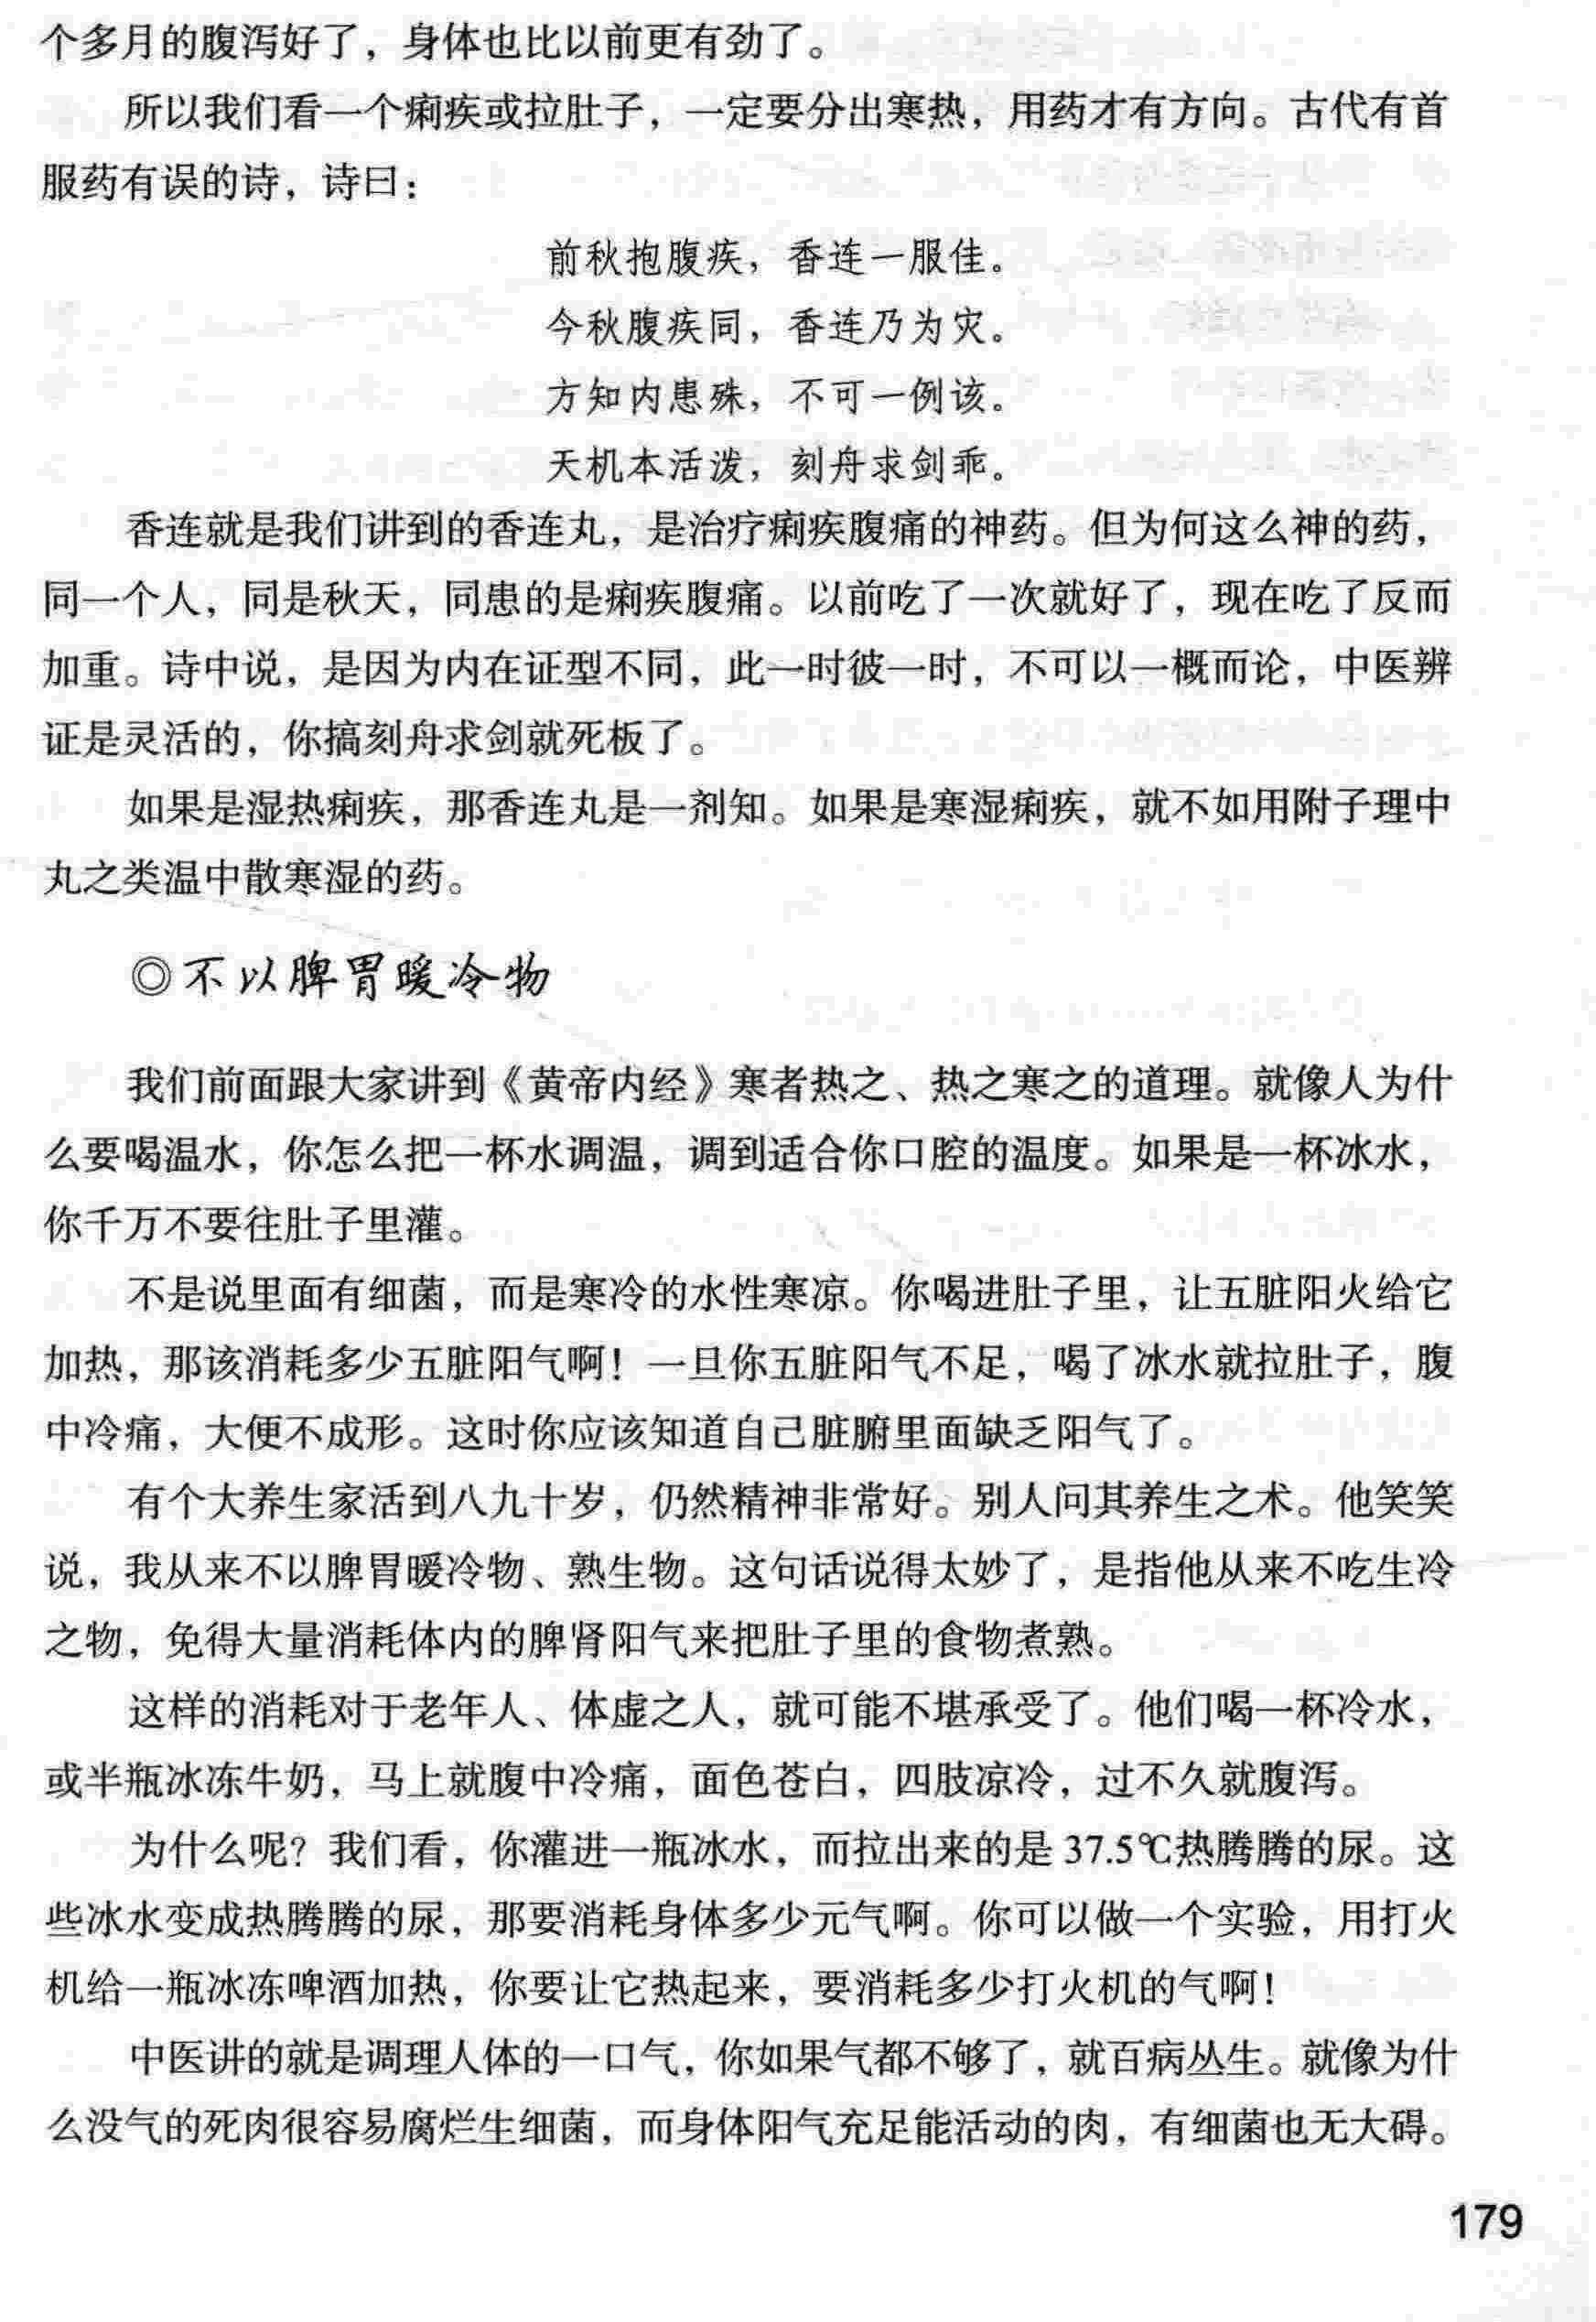 个多月的腹泻好了，身体也比以前更有劲了。
所以我们看一个痢疾或拉肚子，一定要分出寒热，用药才有方向。古代有首
服药有误的诗，诗曰：
前秋抱腹疾，香连一服佳。
今秋腹疾同，香连乃为灾。
方知内患殊，不可一例该。
天机本活泼，刻舟求剑乖。
香连就是我们讲到的香连丸，是治疗痢疾腹痛的神药。但为何这么神的药，
同一个人，同是秋天，同患的是痢疾腹痛。以前吃了一次就好了，现在吃了反而
加重。诗中说，是因为内在证型不同，此一时彼一时，不可以一概而论，中医辨
证是灵活的，你搞刻舟求剑就死板了。
如果是湿热痢疾，那香连丸是一剂知。如果是寒湿痢疾，就不如用附子理中
丸之类温中散寒湿的药。
◎不以脾胃暖冷物
我们前面跟大家讲到《黄帝内经》寒者热之、热之寒之的道理。就像人为什
么要喝温水，你怎么把一杯水调温，调到适合你口腔的温度。如果是一杯冰水，
你千万不要往肚子里灌。
不是说里面有细菌，而是寒冷的水性寒凉。你喝进肚子里，让五脏阳火给它
加热，那该消耗多少五脏阳气啊！一旦你五脏阳气不足，喝了冰水就拉肚子，腹
中冷痛，大便不成形。这时你应该知道自己脏腑里面缺乏阳气了。
有个大养生家活到八九十岁，仍然精神非常好。别人问其养生之术。他笑笑
说，我从来不以脾胃暖冷物、熟生物。这句话说得太妙了，是指他从来不吃生冷
之物，免得大量消耗体内的脾肾阳气来把肚子里的食物煮熟。
这样的消耗对于老年人、体虚之人，就可能不堪承受了。他们喝一杯冷水，
或半瓶冰冻牛奶，马上就腹中冷痛，面色苍白，四肢凉冷，过不久就腹泻。
为什么呢？我们看，你灌进一瓶冰水，而拉出来的是 37.5℃热腾腾的尿。这
些冰水变成热腾腾的尿，那要消耗身体多少元气啊。你可以做一个实验，用打火
机给一瓶冰冻啤酒加热，你要让它热起来，要消耗多少打火机的气啊！
中医讲的就是调理人体的一口气，你如果气都不够了，就百病丛生。就像为什
么没气的死肉很容易腐烂生细菌，而身体阳气充足能活动的肉，有细菌也无大碍。
179